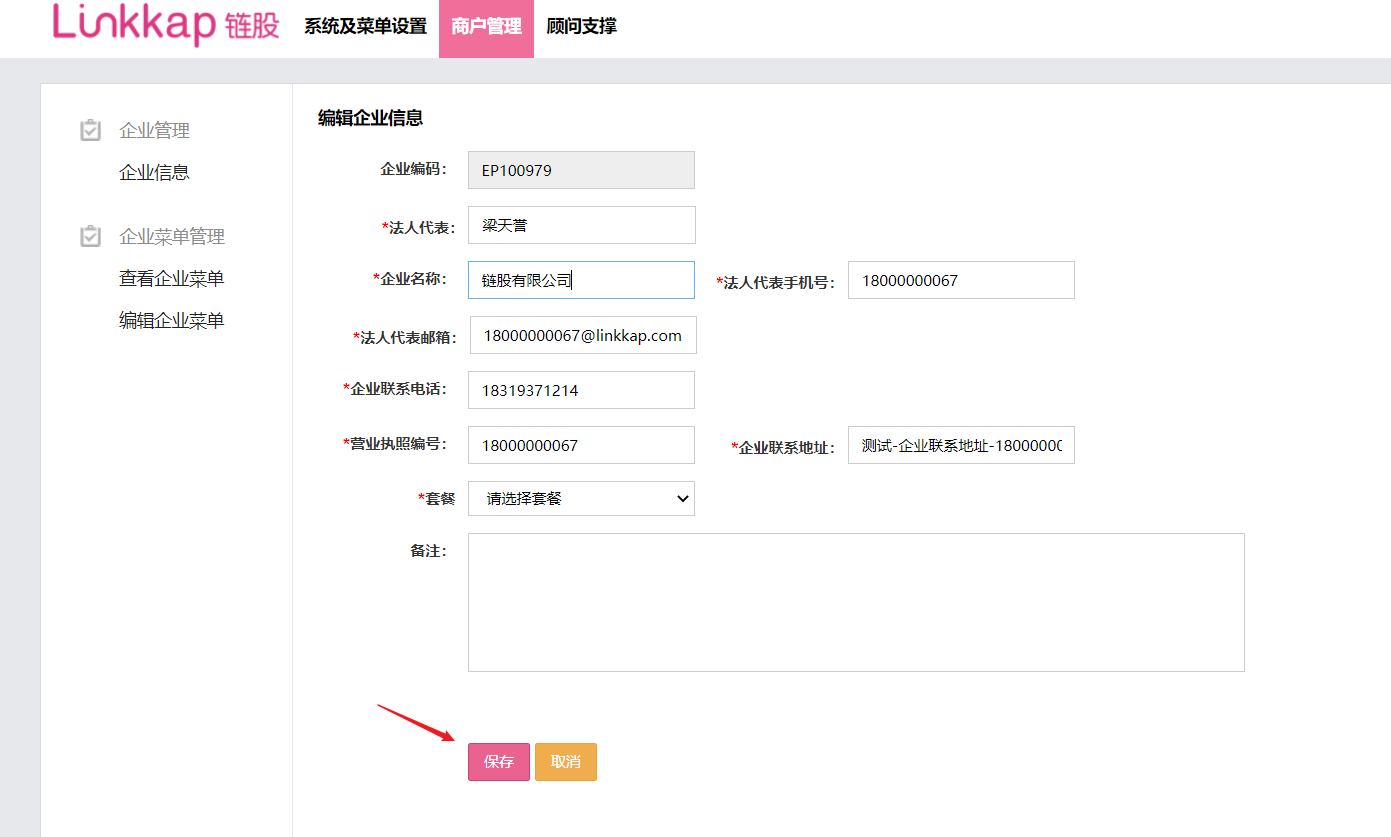 Linkkap 链股 系统及菜单设置 商户管理 顾问支撑
企业管理
企业信息
企业菜单管理
查看企业菜单
编辑企业菜单
编辑企业信息
企业编码： EP100979
*法人代表： 梁天誉
*企业名称： 链股有限公司 *法人代表手机号： 18000000067
*法人代表邮箱： 18000000067@linkkap.com
*企业联系电话： 18319371214
*营业执照编号： 18000000067 *企业联系地址： 测试-企业联系地址-1800000
*套餐 请选择套餐
备注：
保存 取消